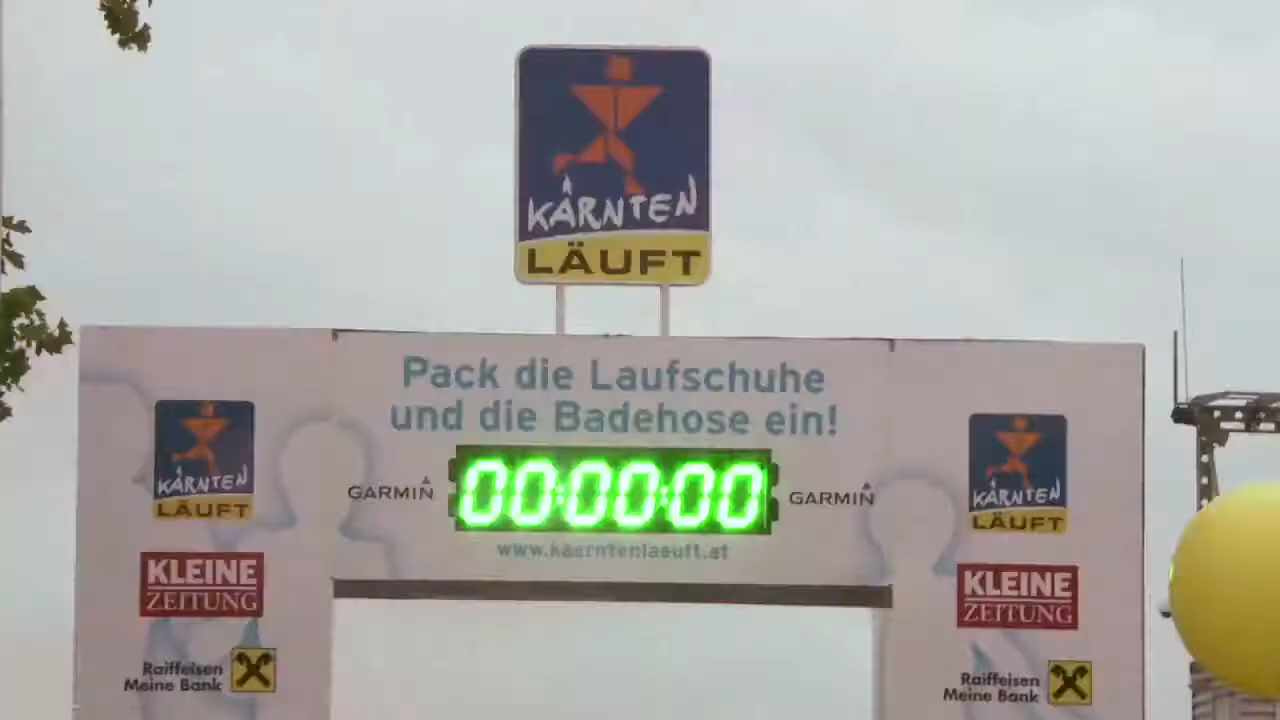 KÄRNTEN
LÄUFT
Pack die Laufschuhe
und die Badehose ein!
GARMIN
00:00:00
GARMIN
www.kaerntenlaeuft.at
KÄRNTEN
LÄUFT
KLEINE
ZEITUNG
Raiffeisen
Meine Bank
KÄRNTEN
LÄUFT
KLEINE
ZEITUNG
Raiffeisen
Meine Bank